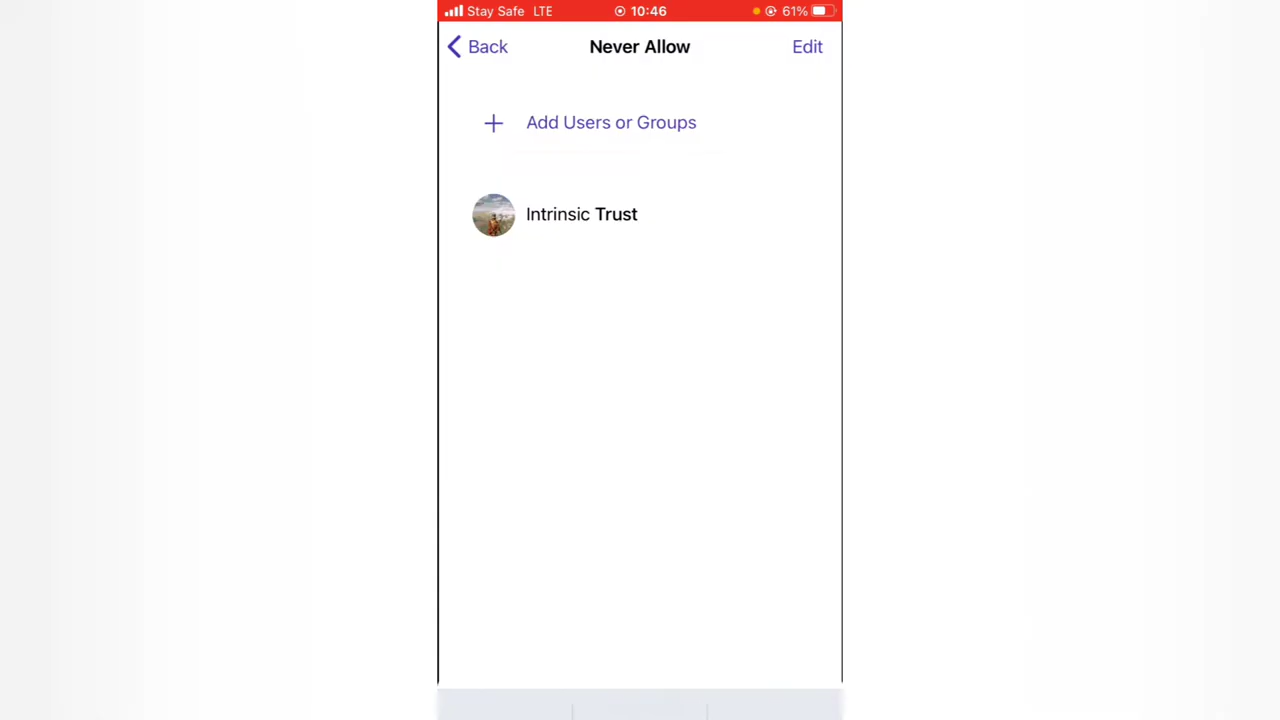 Stay Safe LTE 10:46 61%
Back Never Allow Edit
Add Users or Groups
Intrinsic Trust